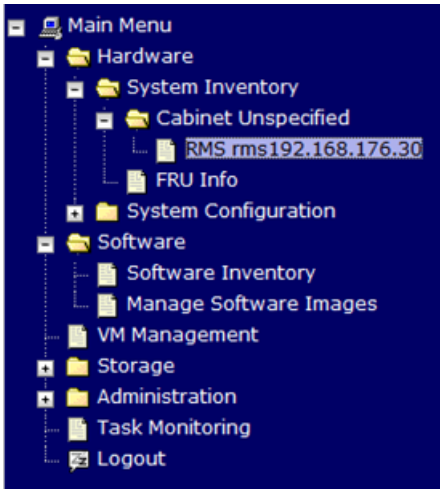 Main Menu
Hardware
System Inventory
Cabinet Unspecified
RMS rms192.168.176.30
FRU Info
System Configuration
Software
Software Inventory
Manage Software Images
VM Management
Storage
Administration
Task Monitoring
Logout